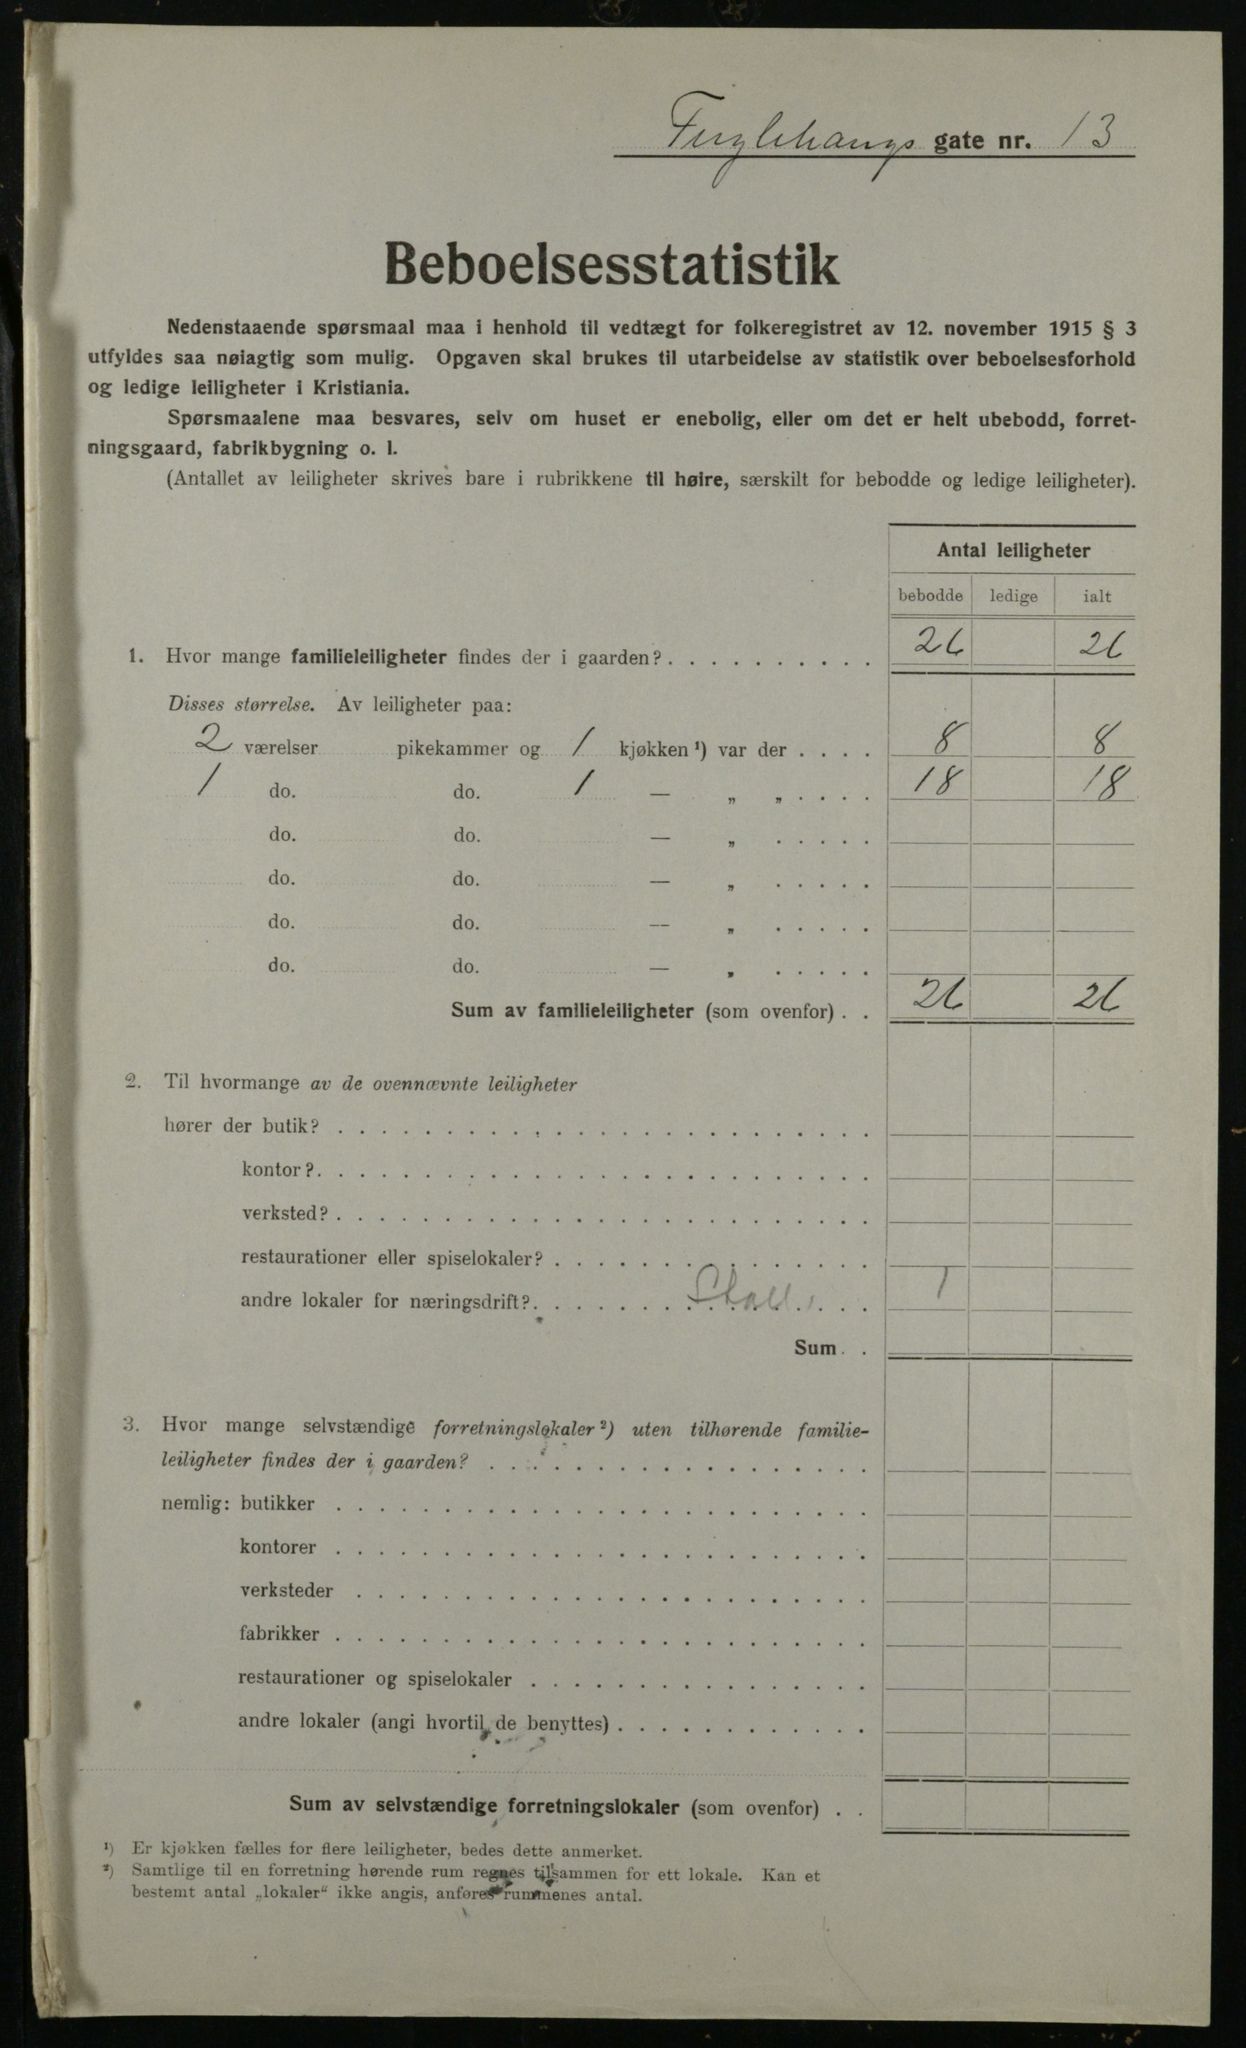 Fuglehaugs gate nr. 13
Beboelsesstatistik
Nedenstaaende spørsmaal maa i henhold til vedtægt for folkeregistret av 12. november 1915 § 3
utfyldes saa nøiagtig som mulig. Opgaven skal brukes til utarbeidelse av statistik over beboelsesforhold
og ledige leiligheter i Kristiania.
Spørsmaalene maa besvares, selv om huset er enebolig, eller om det er helt ubebodd, forret-
ningsgaard, fabrikbygning o. l.
(Antallet av leiligheter skrives bare i rubrikkene til høire, særskilt for bebodde og ledige leiligheter).
Antal leiligheter
bebodde ledige ialt
1. Hvor mange familieleiligheter findes der i gaarden? . . . . . . . . . . 26 26
Disses størrelse. Av leiligheter paa:
2 værelser pikekammer og 1 kjøkken ¹) var der . . . . 8 8
1 do. do. 1 — „ „ . . . . 18 18
do. do. — „ . . . . .
do. do. — „ . . . . .
do. do. — „ . . . . .
do. do. — „ . . . . .
Sum av familieleiligheter (som ovenfor) . . 26 26
2. Til hvormange av de ovennævnte leiligheter
hører der butik? . . . . . . . . . . . . . . . . . . .
kontor? . . . . . . . . . . . . . . . . . . .
verksted? . . . . . . . . . . . . . . . . . . .
restaurationer eller spiselokaler? . . . . . . . . . . .
andre lokaler for næringsdrift? . . . . . . Stall . . . 1
Sum . .
3. Hvor mange selvstændige forretningslokaler ²) uten tilhørende familie-
leiligheter findes der i gaarden? . . . . . . . . . . . . . .
nemlig: butikker . . . . . . . . . . . . . . . . . . .
kontorer . . . . . . . . . . . . . . . . . . .
verksteder . . . . . . . . . . . . . . . . . .
fabrikker . . . . . . . . . . . . . . . . . . .
restaurationer og spiselokaler . . . . . . . . . . . .
andre lokaler (angi hvortil de benyttes) . . . . . . . . .
Sum av selvstændige forretningslokaler (som ovenfor) . .
¹) Er kjøkken fælles for flere leiligheter, bedes dette anmerket.
²) Samtlige til en forretning hørende rum regnes tilsammen for ett lokale. Kan et
bestemt antal „lokaler“ ikke angis, anføres rummenes antal.